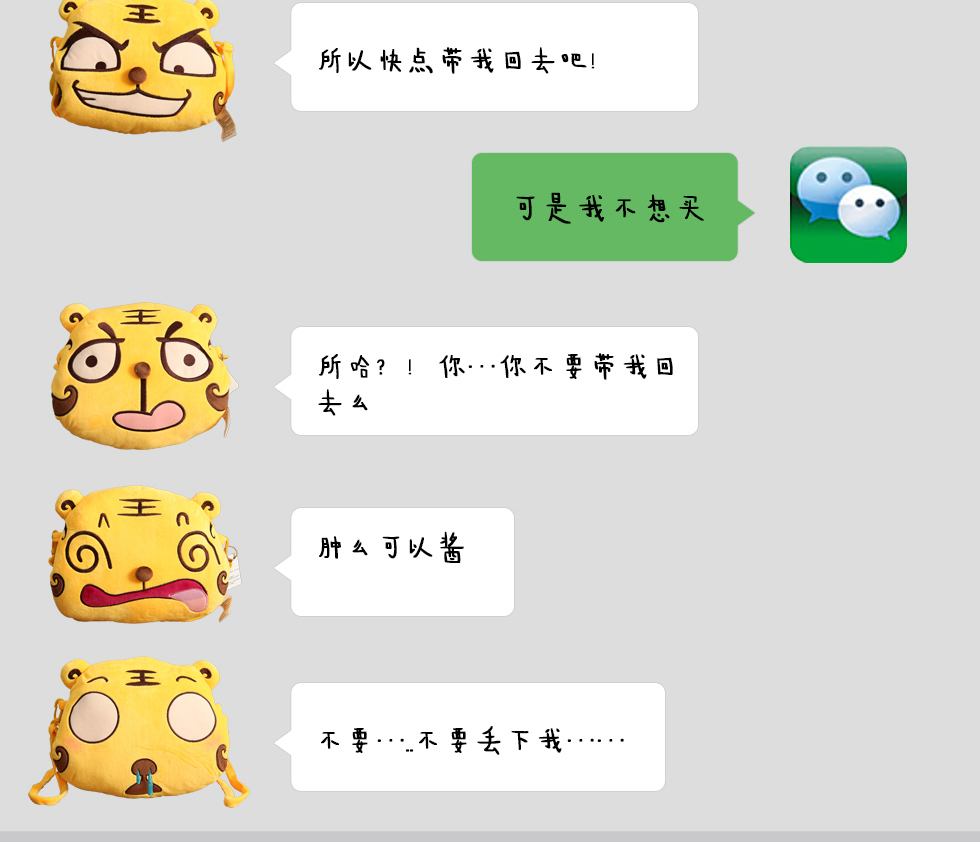 所以快点带我回去吧!
可是我不想买
所哈?! 你···你不要带我回
去么
肿么可以酱
不要···..不要丢下我······